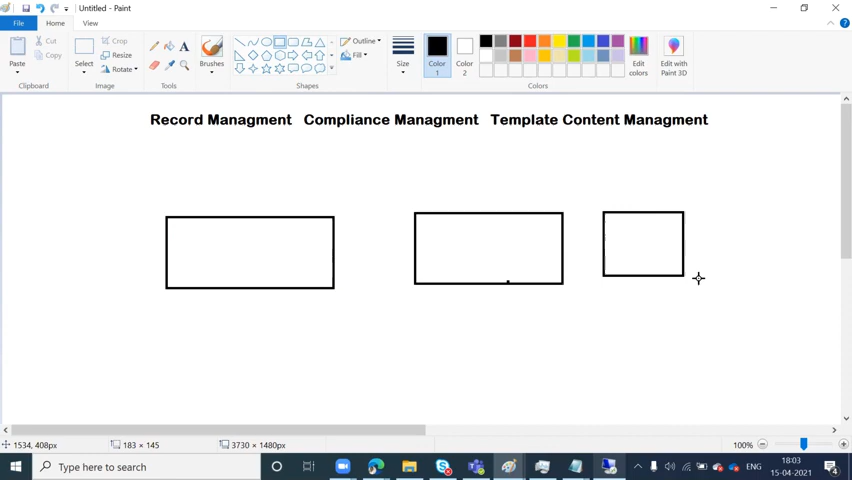 Untitled - Paint
File Home View
Paste
Cut
Copy
Clipboard
Select
Crop
Resize
Rotate
Image
Tools
Brushes
Shapes
Outline
Fill
Size
Color 1
Color 2
Colors
Edit colors
Edit with Paint 3D
Record Managment Compliance Managment Template Content Managment
1534, 408px 183 × 145 3730 × 1480px 100%
Type here to search
ENG
18:03
15-04-2021
4